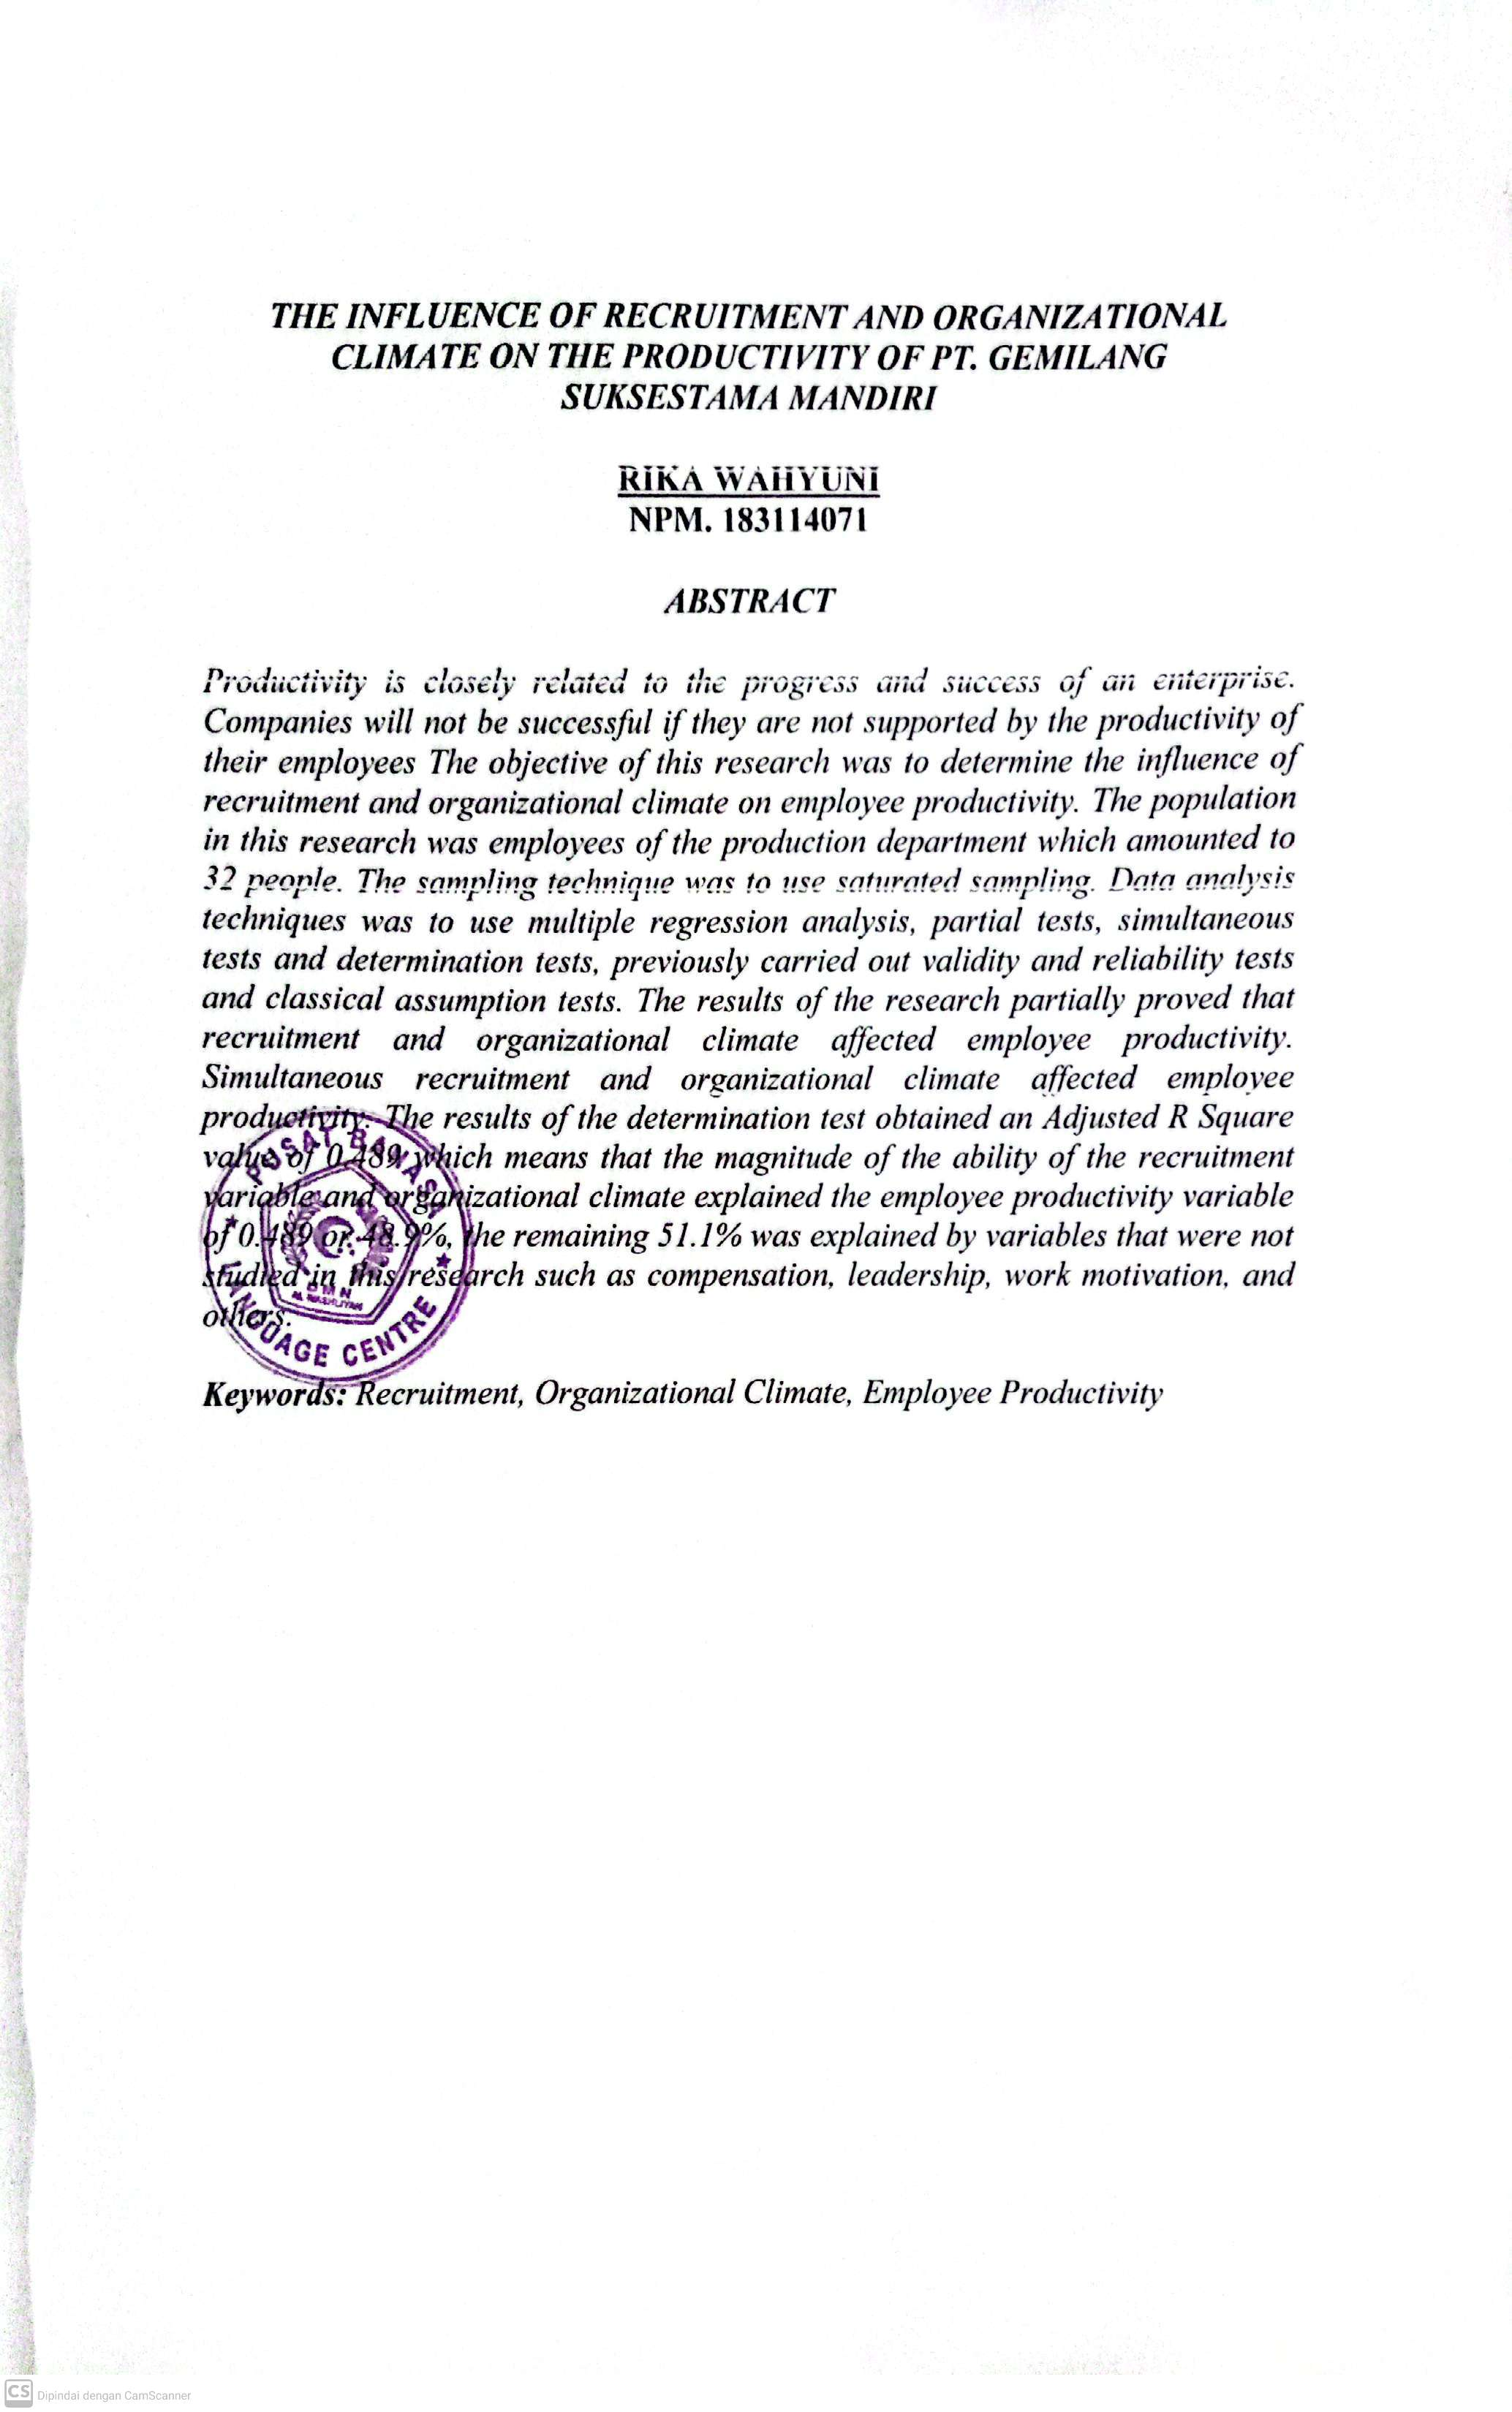 THE INFLUENCE OF RECRUITMENT AND ORGANIZATIONAL
CLIMATE ON THE PRODUCTIVITY OF PT. GEMILANG
SUKSESTAMA MANDIRI
RIKA WAHYUNI
NPM. 183114071
ABSTRACT
Productivity is closely related to the progress and success of an enterprise.
Companies will not be successful if they are not supported by the productivity of
their employees The objective of this research was to determine the influence of
recruitment and organizational climate on employee productivity. The population
in this research was employees of the production department which amounted to
32 people. The sampling technique was to use saturated sampling. Data analysis
techniques was to use multiple regression analysis, partial tests, simultaneous
tests and determination tests, previously carried out validity and reliability tests
and classical assumption tests. The results of the research partially proved that
recruitment and organizational climate affected employee productivity.
Simultaneous recruitment and organizational climate affected employee
productivity. The results of the determination test obtained an Adjusted R Square
value of 0.489 which means that the magnitude of the ability of the recruitment
variable and organizational climate explained the employee productivity variable
of 0.489 or 48.9%, the remaining 51.1% was explained by variables that were not
studied in this research such as compensation, leadership, work motivation, and
others.
PUSAT BAHASA
UMN
AL WASHLIYAH
LANGUAGE CENTRE
Keywords: Recruitment, Organizational Climate, Employee Productivity
CS Dipindai dengan CamScanner